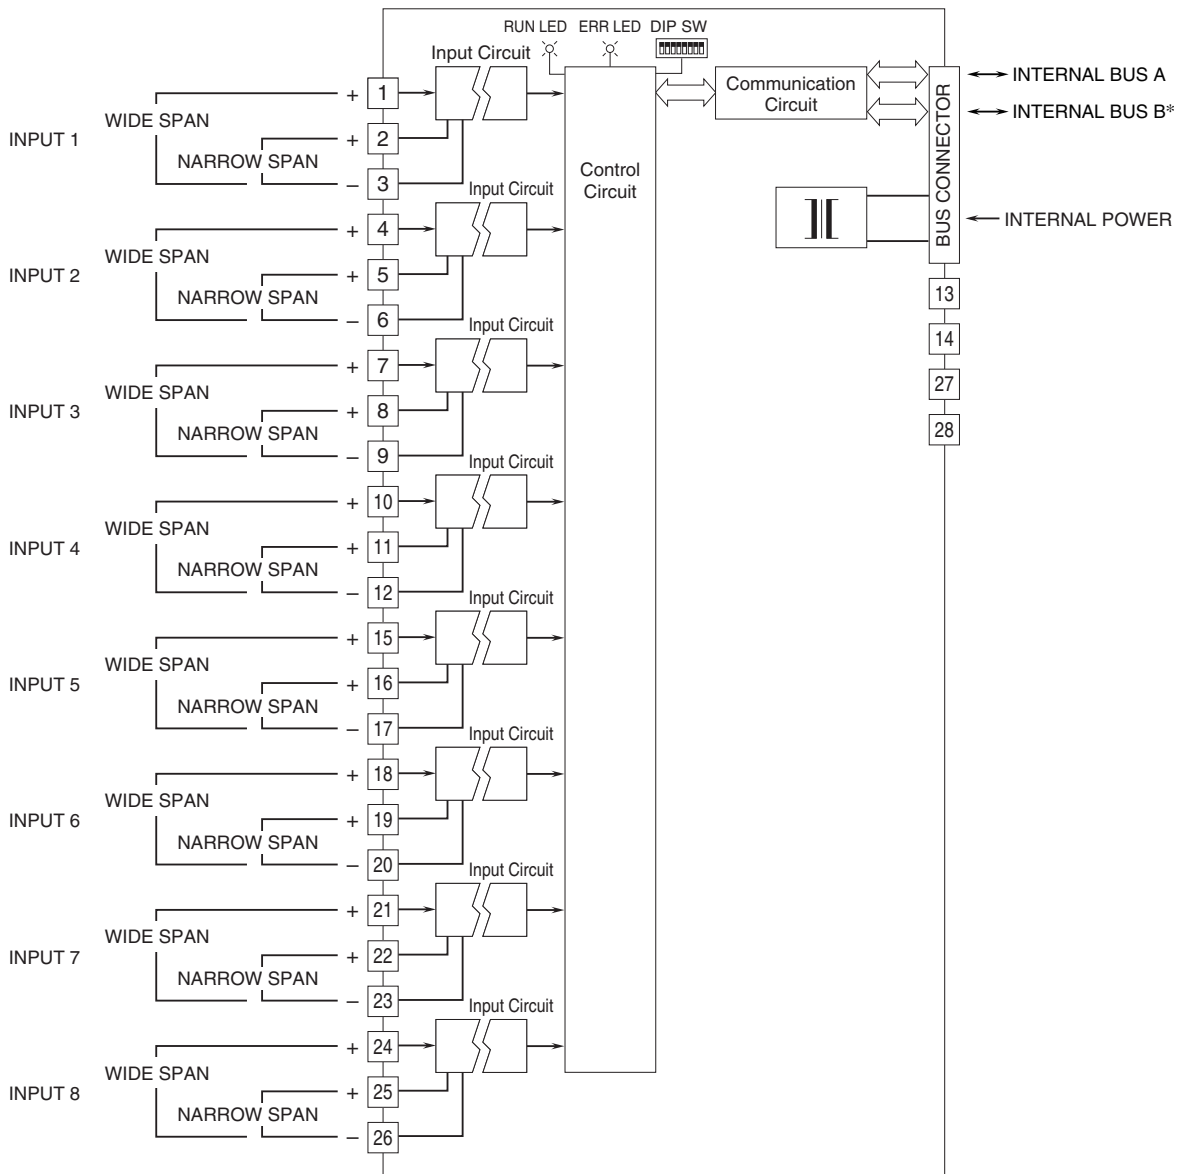 RUN LED ERR LED DIP SW
Input Circuit
INPUT 1
WIDE SPAN
NARROW SPAN
+ 1
+ 2
– 3
Input Circuit
INPUT 2
WIDE SPAN
NARROW SPAN
+ 4
+ 5
– 6
Input Circuit
INPUT 3
WIDE SPAN
NARROW SPAN
+ 7
+ 8
– 9
Input Circuit
INPUT 4
WIDE SPAN
NARROW SPAN
+ 10
+ 11
– 12
Input Circuit
INPUT 5
WIDE SPAN
NARROW SPAN
+ 15
+ 16
– 17
Input Circuit
INPUT 6
WIDE SPAN
NARROW SPAN
+ 18
+ 19
– 20
Input Circuit
INPUT 7
WIDE SPAN
NARROW SPAN
+ 21
+ 22
– 23
Input Circuit
INPUT 8
WIDE SPAN
NARROW SPAN
+ 24
+ 25
– 26
Control
Circuit
Communication
Circuit
BUS CONNECTOR
INTERNAL BUS A
INTERNAL BUS B*
INTERNAL POWER
13
14
27
28